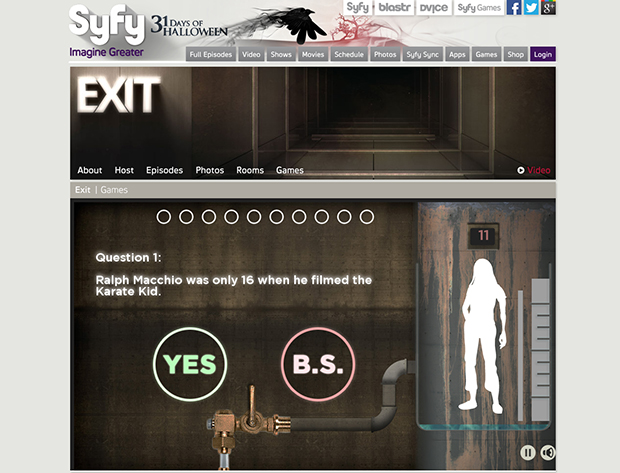 Syfy
Imagine Greater
31 DAYS OF
HALLOWEEN
Syfy blastr DVICE Syfy Games
Full Episodes Video Shows Movies Schedule Photos Syfy Sync Apps Games Shop Login
EXIT
About Host Episodes Photos Rooms Games Video
Exit | Games
11
Question 1:
Ralph Macchio was only 16 when he filmed the
Karate Kid.
YES B.S.